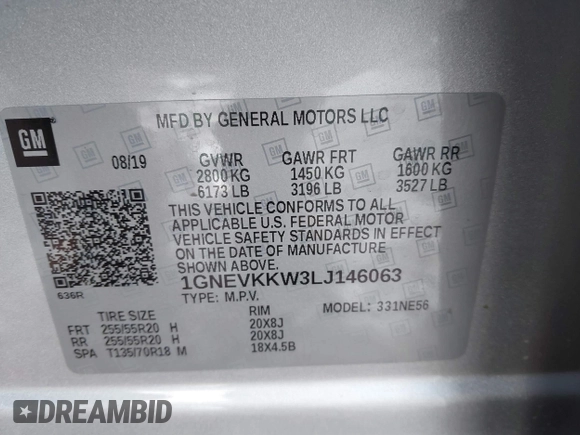 MFD BY GENERAL MOTORS LLC
GM
08/19 GVWR GAWR FRT GAWR RR
2800 KG 1450 KG 1600 KG
6173 LB 3196 LB 3527 LB
THIS VEHICLE CONFORMS TO ALL
APPLICABLE U.S. FEDERAL MOTOR
VEHICLE SAFETY STANDARDS IN EFFECT
ON THE DATE OF MANUFACTURE
SHOWN ABOVE.
636R
1GNEVKKW3LJ146063
TYPE: M.P.V. MODEL: 331NE56
TIRE SIZE RIM
FRT 255/55R20 H 20X8J
RR 255/55R20 H 20X8J
SPA T135/70R18 M 18X4.5B
DREAMBID